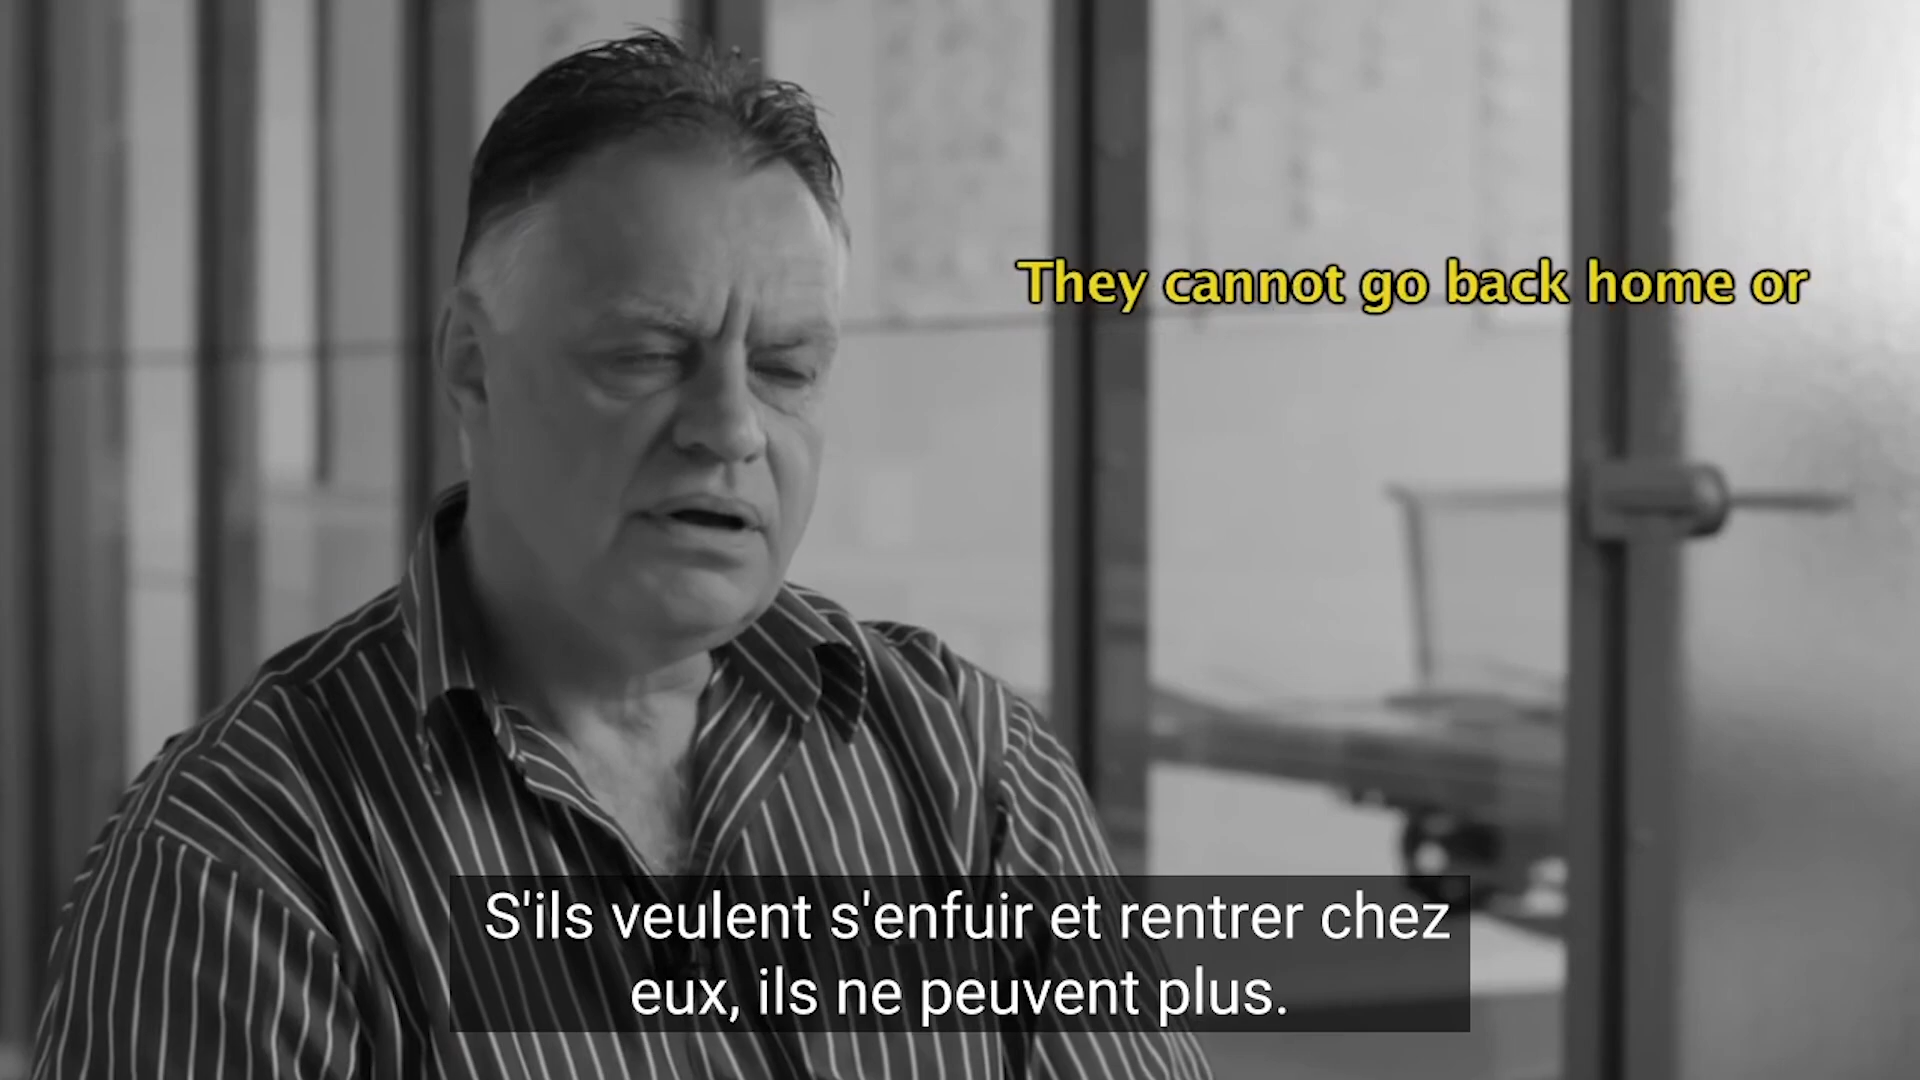 They cannot go back home or
S'ils veulent s'enfuir et rentrer chez
eux, ils ne peuvent plus.